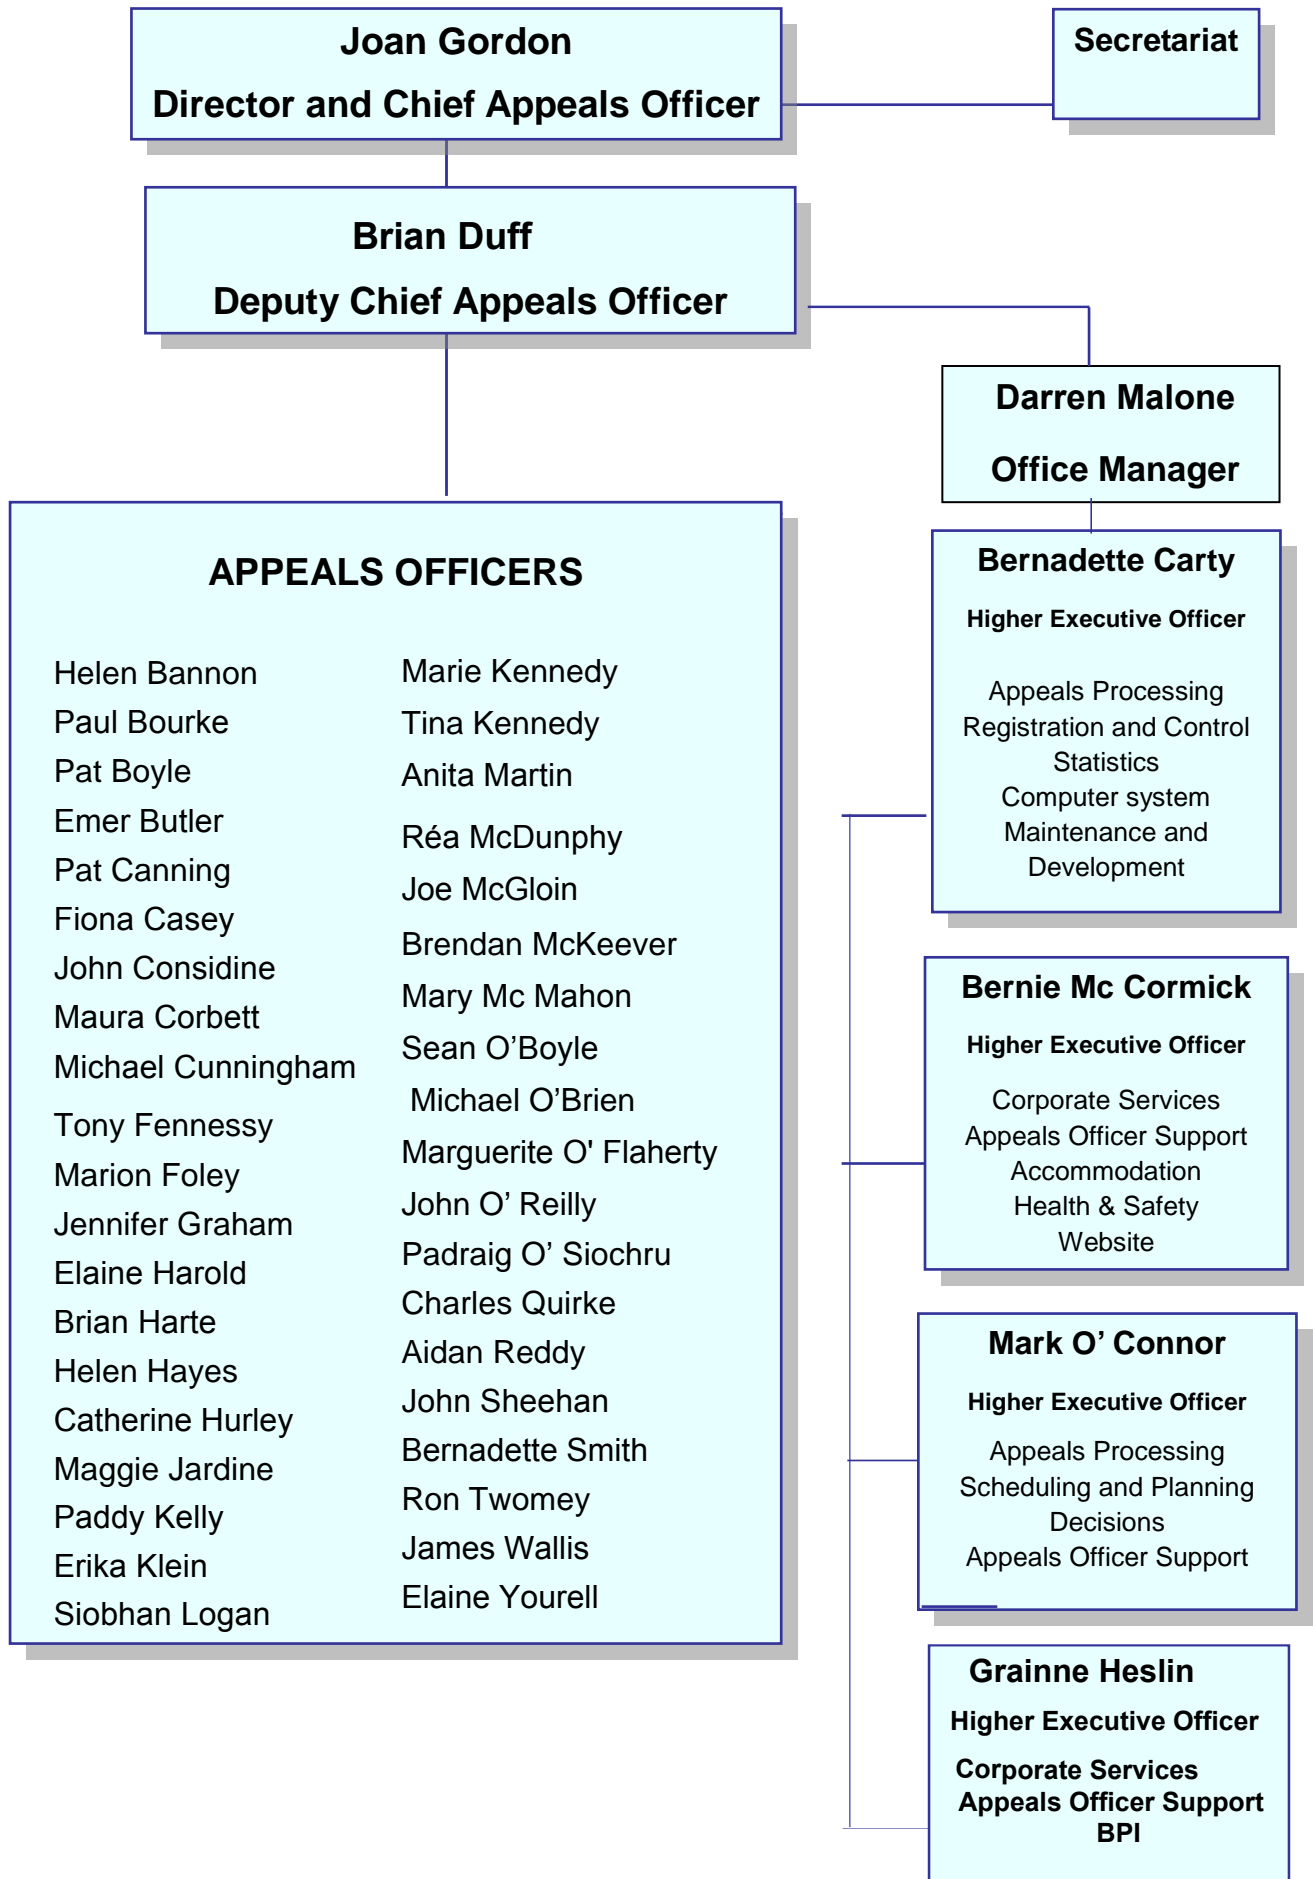 Joan Gordon
Director and Chief Appeals Officer
Secretariat
Brian Duff
Deputy Chief Appeals Officer
Darren Malone
Office Manager
APPEALS OFFICERS
Helen Bannon
Paul Bourke
Pat Boyle
Emer Butler
Pat Canning
Fiona Casey
John Considine
Maura Corbett
Michael Cunningham
Tony Fennessy
Marion Foley
Jennifer Graham
Elaine Harold
Brian Harte
Helen Hayes
Catherine Hurley
Maggie Jardine
Paddy Kelly
Erika Klein
Siobhan Logan
Marie Kennedy
Tina Kennedy
Anita Martin
Réa McDunphy
Joe McGloin
Brendan McKeever
Mary Mc Mahon
Sean O’Boyle
Michael O’Brien
Marguerite O' Flaherty
John O’ Reilly
Padraig O’ Siochru
Charles Quirke
Aidan Reddy
John Sheehan
Bernadette Smith
Ron Twomey
James Wallis
Elaine Yourell
Bernadette Carty
Higher Executive Officer
Appeals Processing
Registration and Control
Statistics
Computer system
Maintenance and
Development
Bernie Mc Cormick
Higher Executive Officer
Corporate Services
Appeals Officer Support
Accommodation
Health & Safety
Website
Mark O’ Connor
Higher Executive Officer
Appeals Processing
Scheduling and Planning
Decisions
Appeals Officer Support
Grainne Heslin
Higher Executive Officer
Corporate Services
Appeals Officer Support
BPI